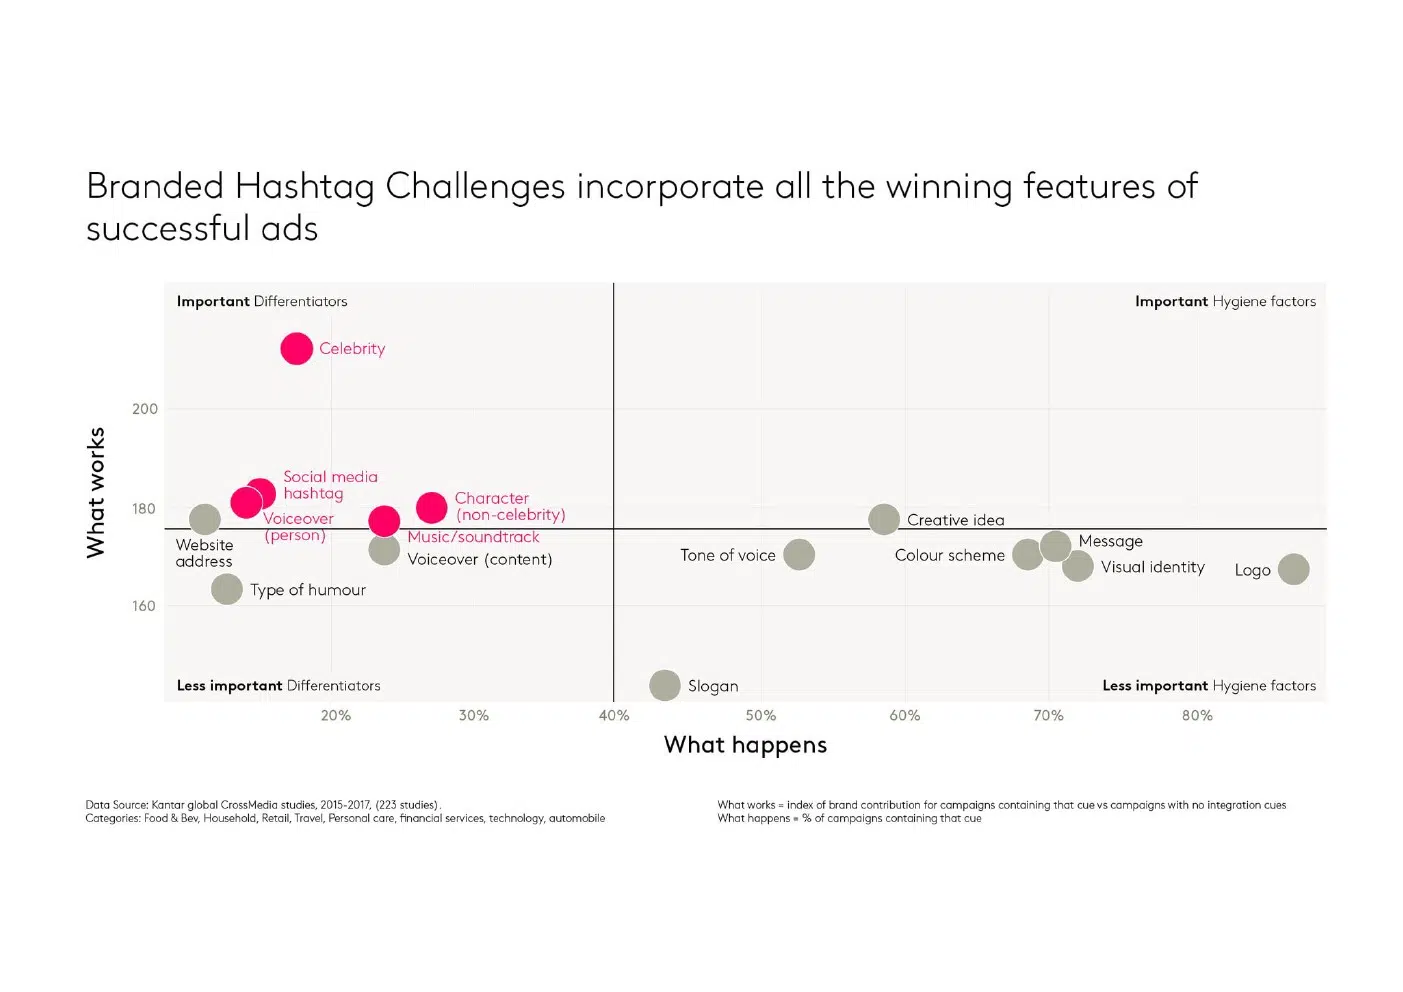 Branded Hashtag Challenges incorporate all the winning features of
successful ads
Important Differentiators
Important Hygiene factors
Celebrity
200
What works
Social media
hashtag
180
Character
(non-celebrity)
Voiceover
(person)
Creative idea
Music/soundtrack
Website
address
Voiceover (content)
Tone of voice
Colour scheme
Message
Visual identity
Logo
Type of humour
160
Less important Differentiators
Slogan
Less important Hygiene factors
20%
30%
40%
50%
60%
70%
80%
What happens
Data Source: Kantar global CrossMedia studies, 2015-2017, (223 studies).
Categories: Food & Bev, Household, Retail, Travel, Personal care, financial services, technology, automobile
What works = index of brand contribution for campaigns containing that cue vs campaigns with no integration cues
What happens = % of campaigns containing that cue